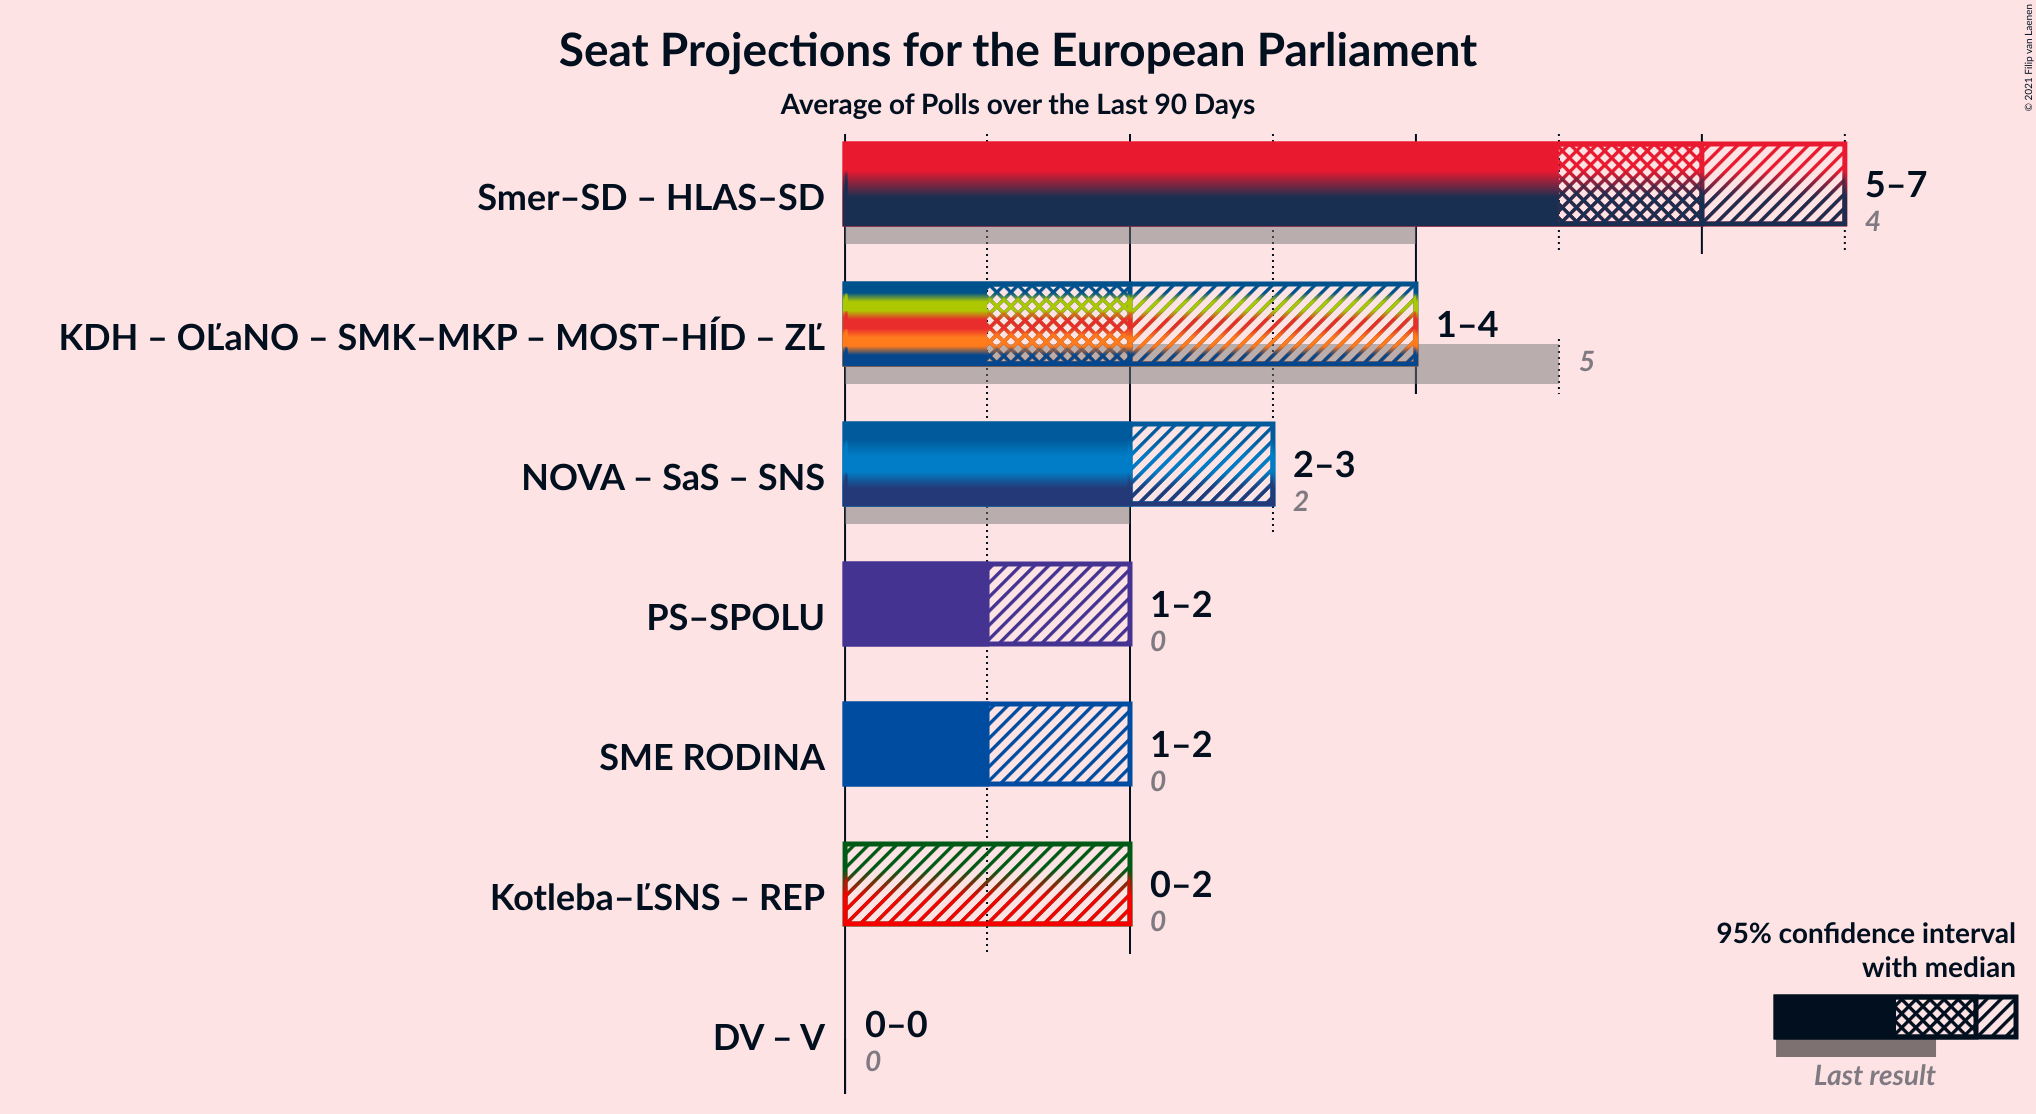 Seat Projections for the European Parliament
Average of Polls over the Last 90 Days
© 2021 Filip van Laenen
Smer–SD – HLAS–SD
5–7
4
KDH – OĽaNO – SMK–MKP – MOST–HÍD – ZĽ
1–4
5
NOVA – SaS – SNS
2–3
2
PS–SPOLU
1–2
0
SME RODINA
1–2
0
Kotleba–ĽSNS – REP
0–2
0
DV – V
0–0
0
95% confidence interval
with median
Last result